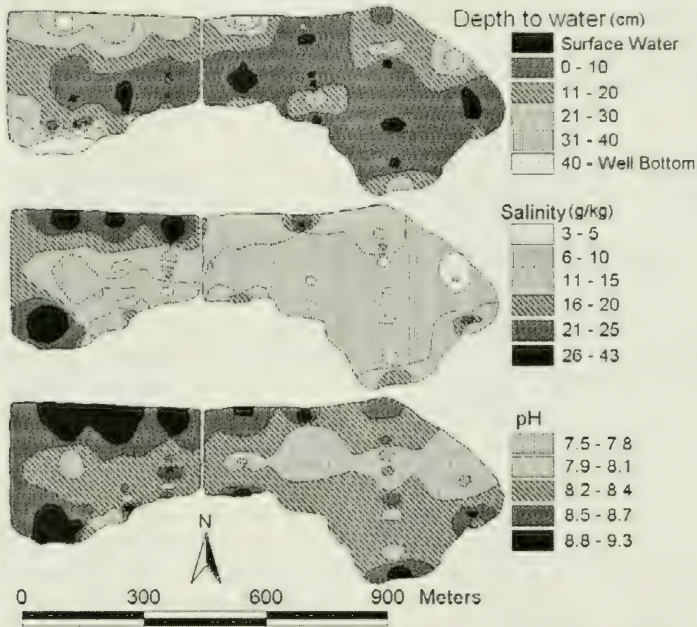 Depth to water (cm)
Surface Water
0 - 10
11 - 20
21 - 30
31 - 40
40 - Well Bottom
Salinity (g/kg)
3 - 5
6 - 10
11 - 15
16 - 20
21 - 25
26 - 43
pH
7.5 - 7.8
7.9 - 8.1
8.2 - 8.4
8.5 - 8.7
8.8 - 9.3
N
0 300 600 900 Meters